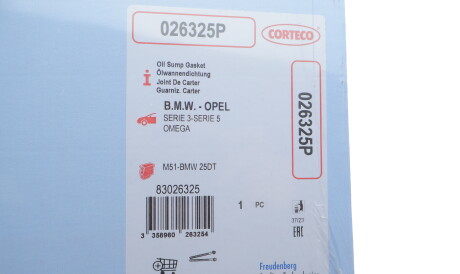 026325P
CORTECO
Oil Sump Gasket
Ölwannendichtung
Joint De Carter
Guarniz. Carter
026325P
B.M.W. - OPEL
SERIE 3-SERIE 5
OMEGA
M51-BMW 25DT
83026325
1 PC
3 358960 263254
EAC
Freudenberg